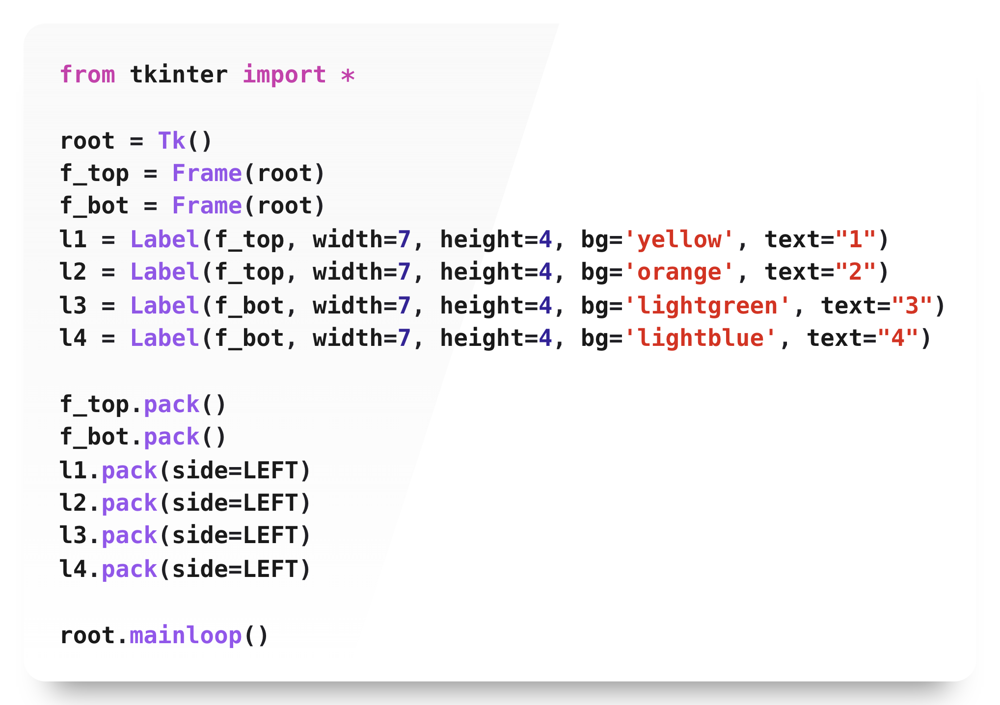 from tkinter import *
root = Tk()
f_top = Frame(root)
f_bot = Frame(root)
l1 = Label(f_top, width=7, height=4, bg='yellow', text="1")
l2 = Label(f_top, width=7, height=4, bg='orange', text="2")
l3 = Label(f_bot, width=7, height=4, bg='lightgreen', text="3")
l4 = Label(f_bot, width=7, height=4, bg='lightblue', text="4")
f_top.pack()
f_bot.pack()
l1.pack(side=LEFT)
l2.pack(side=LEFT)
l3.pack(side=LEFT)
l4.pack(side=LEFT)
root.mainloop()